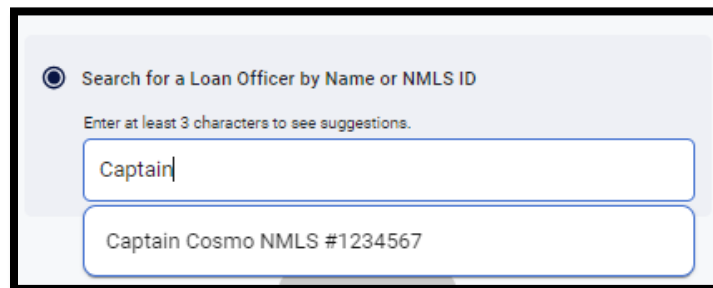 Search for a Loan Officer by Name or NMLS ID
Enter at least 3 characters to see suggestions.
Captain
Captain Cosmo NMLS #1234567